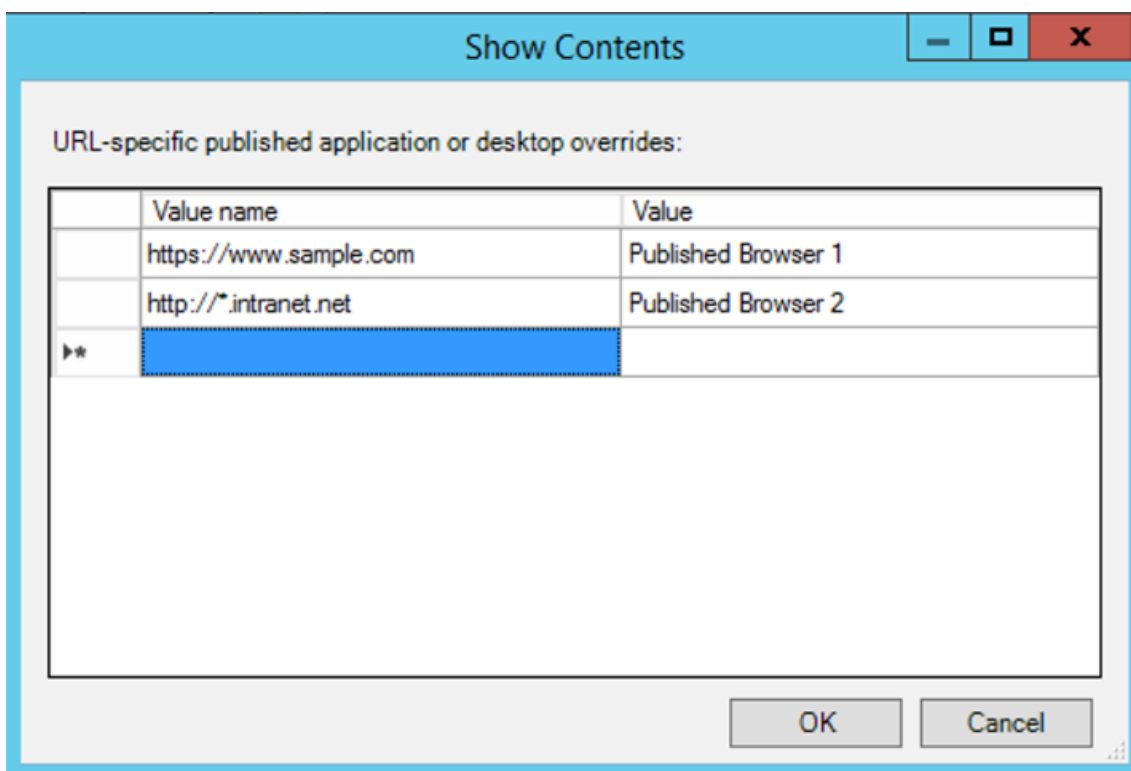 Show Contents
URL-specific published application or desktop overrides:
Value name Value
https://www.sample.com Published Browser 1
http://*.intranet.net Published Browser 2
OK Cancel